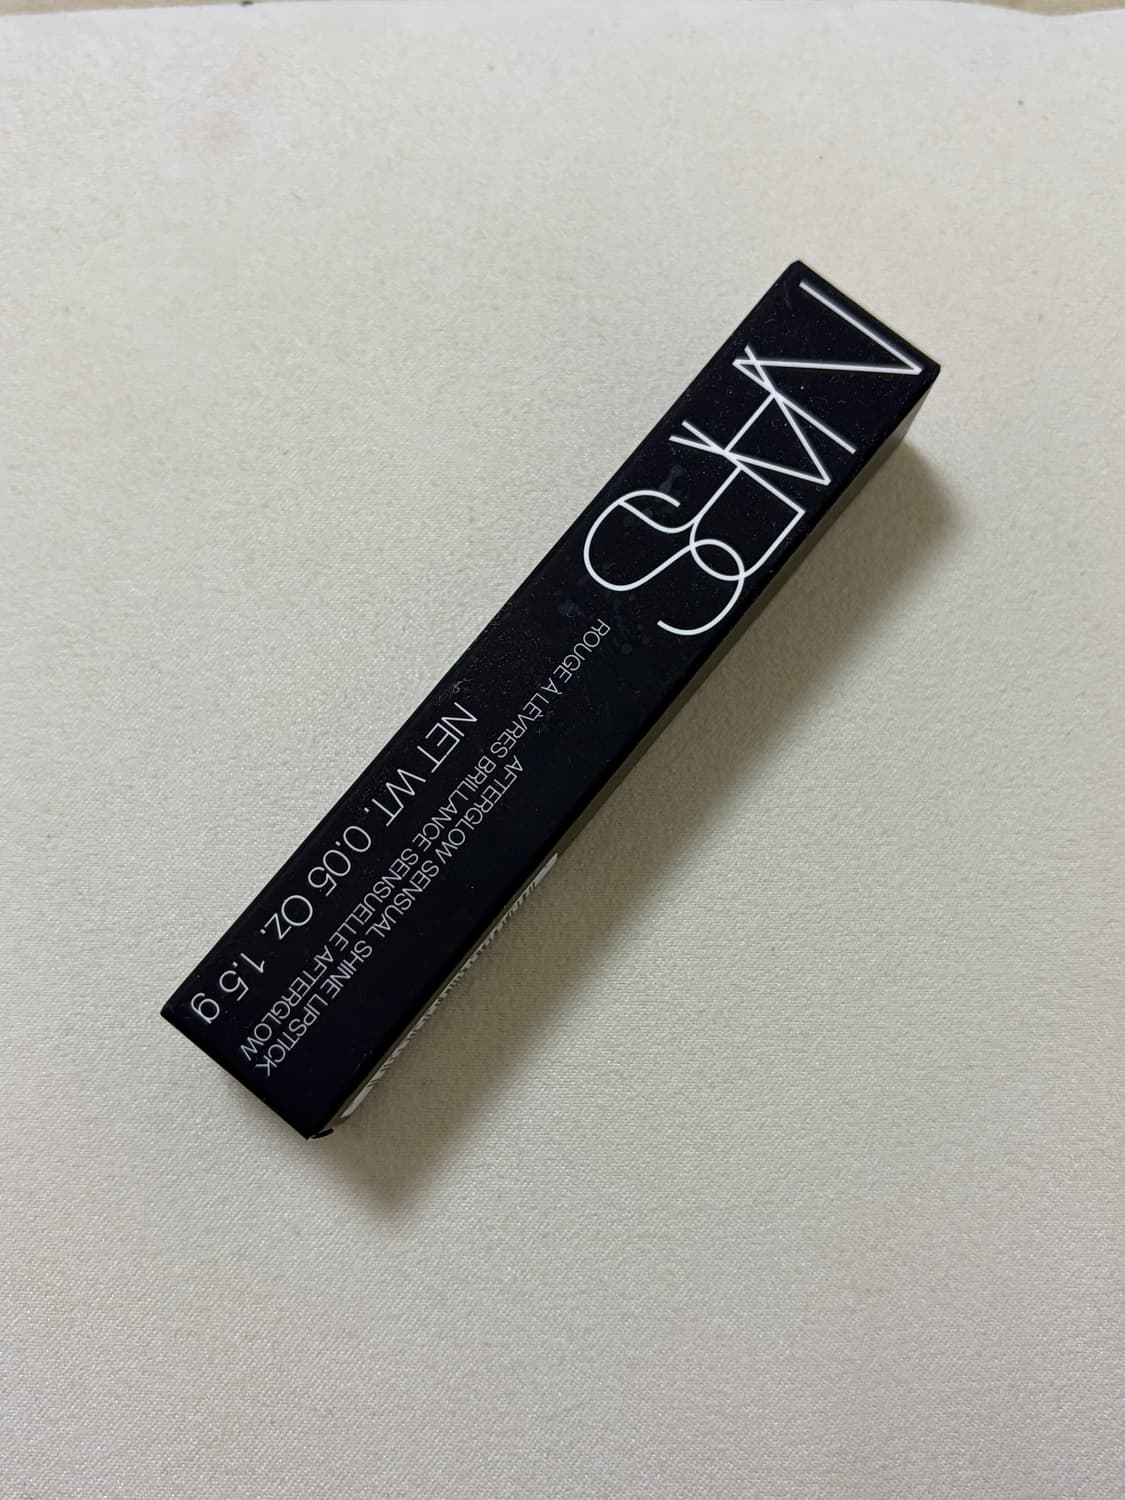 NARS
AFTERGLOW SENSUAL SHINE LIPSTICK
ROUGE À LÈVRES BRILLANCE SENSUELLE AFTERGLOW
NET WT. 0.05 Oz. 1.5 g